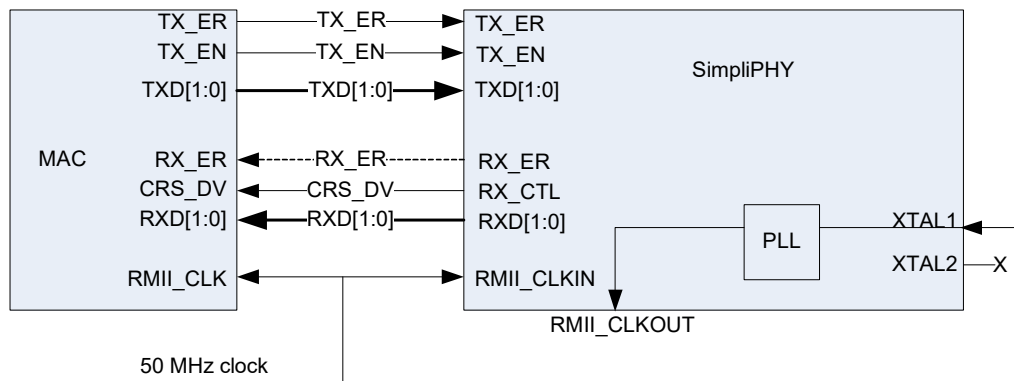 TX_ER TX_ER TX_ER
TX_EN TX_EN TX_EN
SimpliPHY
TXD[1:0] TXD[1:0] TXD[1:0]
MAC RX_ER RX_ER RX_ER
CRS_DV CRS_DV RX_CTL
RXD[1:0] RXD[1:0] RXD[1:0]
PLL XTAL1
XTAL2 X
RMII_CLK RMII_CLKIN
RMII_CLKOUT
50 MHz clock